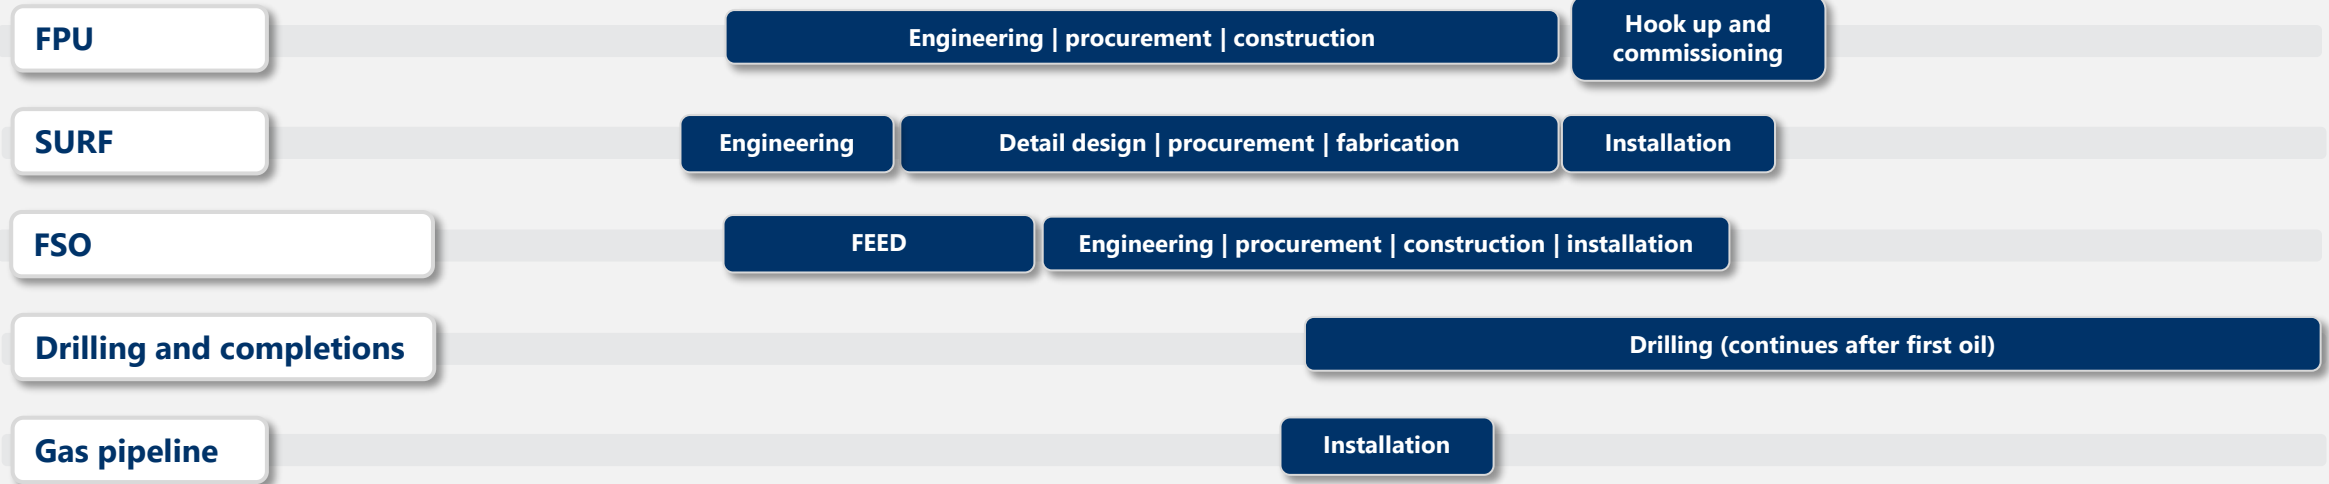 FPU
Engineering | procurement | construction
Hook up and
commissioning
SURF
Engineering
Detail design | procurement | fabrication
Installation
FSO
FEED
Engineering | procurement | construction | installation
Drilling and completions
Drilling (continues after first oil)
Gas pipeline
Installation